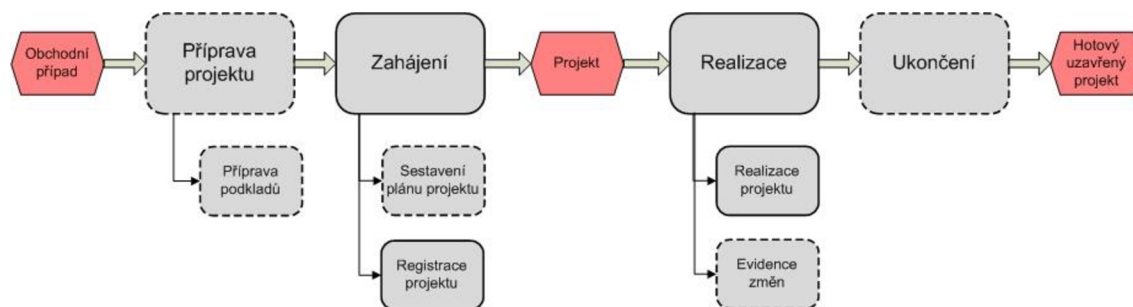 Obchodní
případ
Příprava
projektu
Zahájení
Projekt
Realizace
Ukončení
Hotový
uzavřený
projekt
Příprava
podkladů
Sestavení
plánu projektu
Realizace
projektu
Registrace
projektu
Evidence
změn